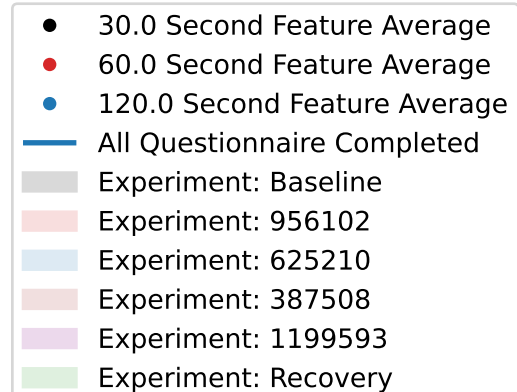 30.0 Second Feature Average
60.0 Second Feature Average
120.0 Second Feature Average
All Questionnaire Completed
Experiment: Baseline
Experiment: 956102
Experiment: 625210
Experiment: 387508
Experiment: 1199593
Experiment: Recovery